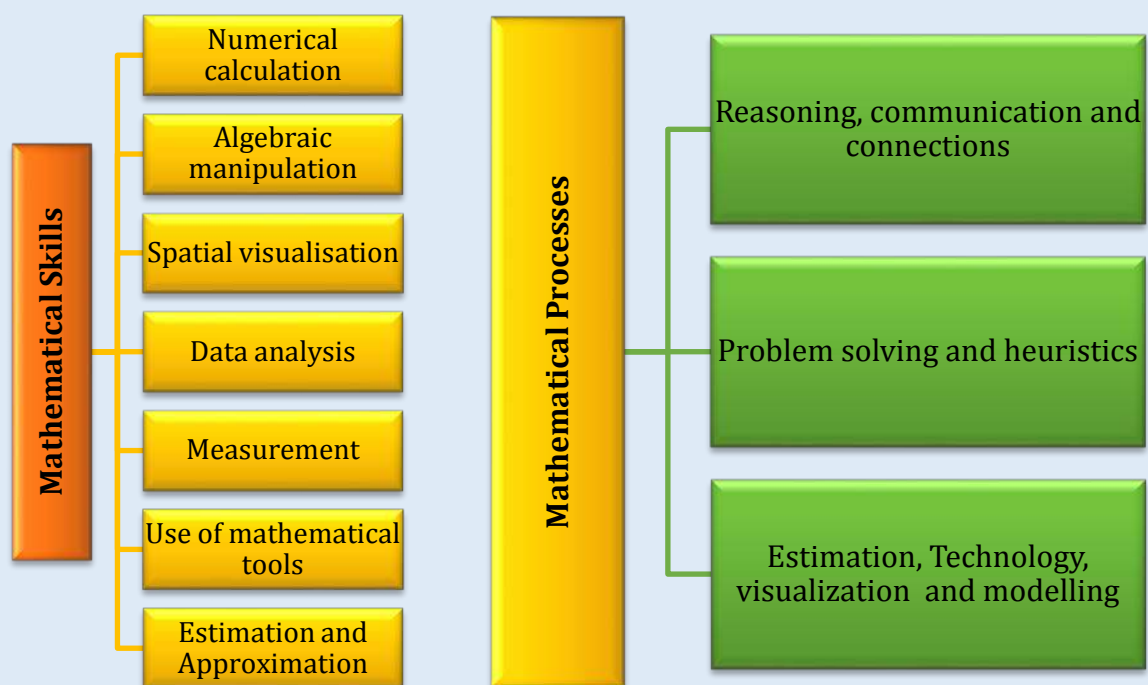 Mathematical Skills
Numerical
calculation
Algebraic
manipulation
Spatial visualisation
Data analysis
Measurement
Use of mathematical
tools
Estimation and
Approximation
Mathematical Processes
Reasoning, communication and
connections
Problem solving and heuristics
Estimation, Technology,
visualization and modelling